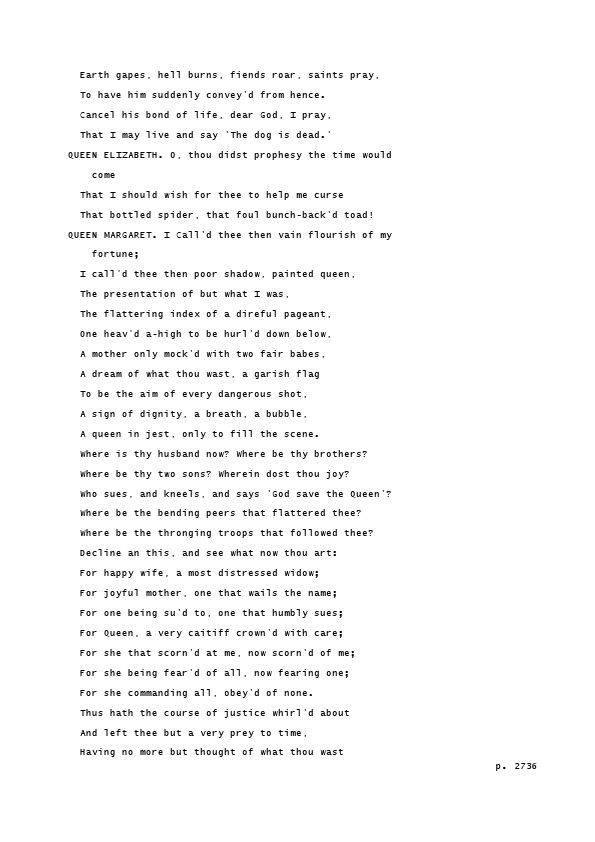 Earth gapes, hell burns, fiends roar, saints pray,
To have him suddenly convey'd from hence.
Cancel his bond of life, dear God, I pray,
That I may live and say 'The dog is dead.'
QUEEN ELIZABETH. O, thou didst prophesy the time would
come
That I should wish for thee to help me curse
That bottled spider, that foul bunch-back'd toad!
QUEEN MARGARET. I Call'd thee then vain flourish of my
fortune;
I call'd thee then poor shadow, painted queen,
The presentation of but what I was,
The flattering index of a direful pageant,
One heav'd a-high to be hurl'd down below,
A mother only mock'd with two fair babes,
A dream of what thou wast, a garish flag
To be the aim of every dangerous shot,
A sign of dignity, a breath, a bubble,
A queen in jest, only to fill the scene.
Where is thy husband now? Where be thy brothers?
Where be thy two sons? Wherein dost thou joy?
Who sues, and kneels, and says 'God save the Queen'?
Where be the bending peers that flattered thee?
Where be the thronging troops that followed thee?
Decline an this, and see what now thou art:
For happy wife, a most distressed widow;
For joyful mother, one that wails the name;
For one being su'd to, one that humbly sues;
For Queen, a very caitiff crown'd with care;
For she that scorn'd at me, now scorn'd of me;
For she being fear'd of all, now fearing one;
For she commanding all, obey'd of none.
Thus hath the course of justice whirl'd about
And left thee but a very prey to time,
Having no more but thought of what thou wast
p. 2736